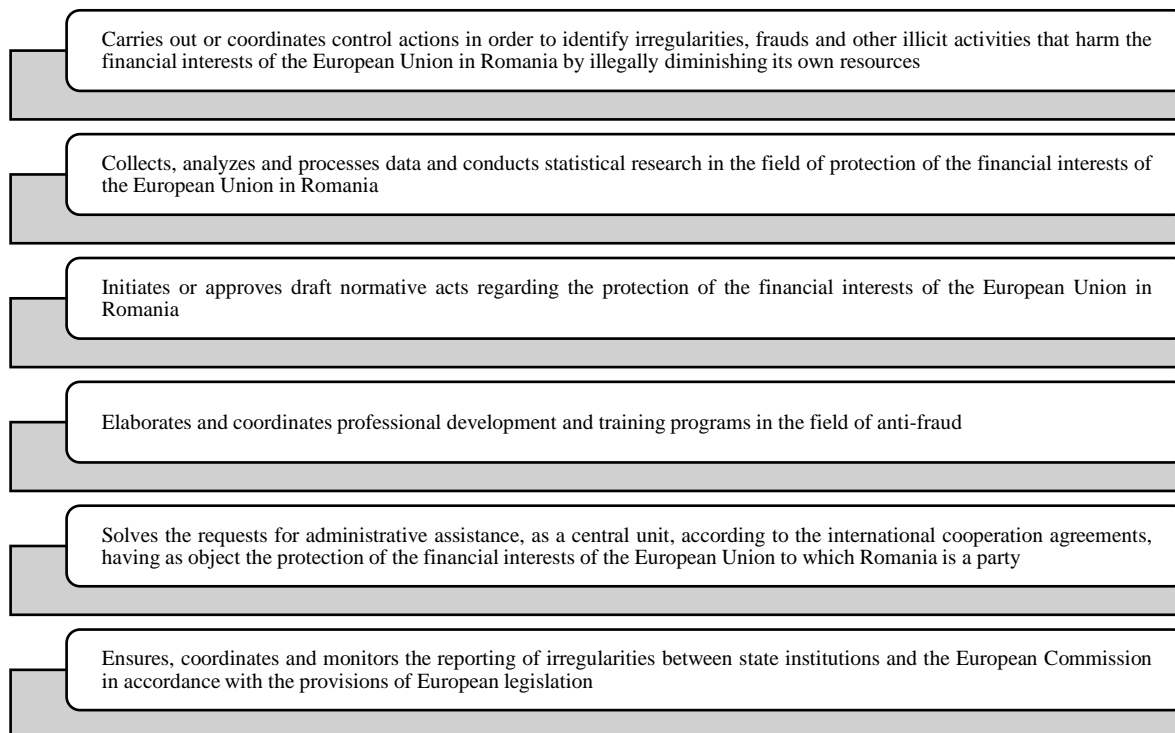 Carries out or coordinates control actions in order to identify irregularities, frauds and other illicit activities that harm the
financial interests of the European Union in Romania by illegally diminishing its own resources
Collects, analyzes and processes data and conducts statistical research in the field of protection of the financial interests of
the European Union in Romania
Initiates or approves draft normative acts regarding the protection of the financial interests of the European Union in
Romania
Elaborates and coordinates professional development and training programs in the field of anti-fraud
Solves the requests for administrative assistance, as a central unit, according to the international cooperation agreements,
having as object the protection of the financial interests of the European Union to which Romania is a party
Ensures, coordinates and monitors the reporting of irregularities between state institutions and the European Commission
in accordance with the provisions of European legislation